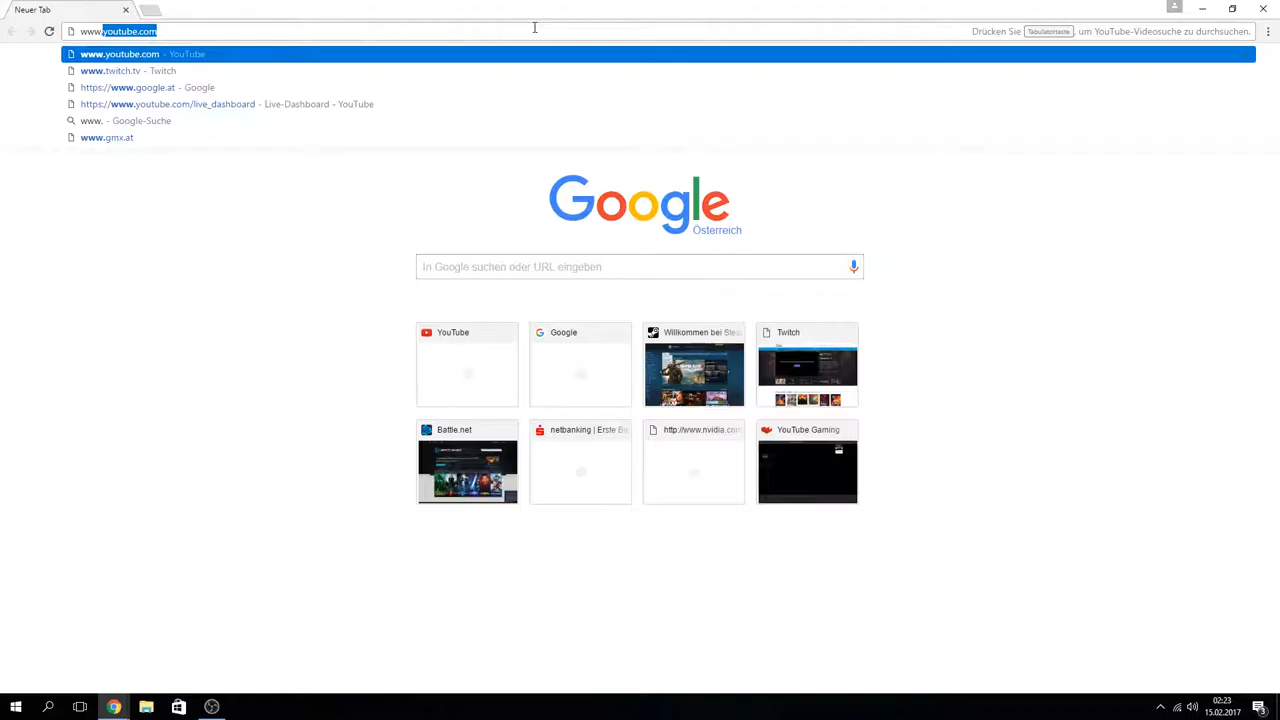 Neuer Tab
www.youtube.com
Drücken Sie Tabulatortaste, um YouTube-Videosuche zu durchsuchen.
www.youtube.com - YouTube
www.twitch.tv - Twitch
https://www.google.at - Google
https://www.youtube.com/live_dashboard - Live-Dashboard - YouTube
www. - Google-Suche
www.gmx.at
Google
Österreich
In Google suchen oder URL eingeben
YouTube
Google
Willkommen bei Stea
Twitch
Battle.net
netbanking | Erste Ba
http://www.nvidia.com
YouTube Gaming
02:23
15.02.2017
3